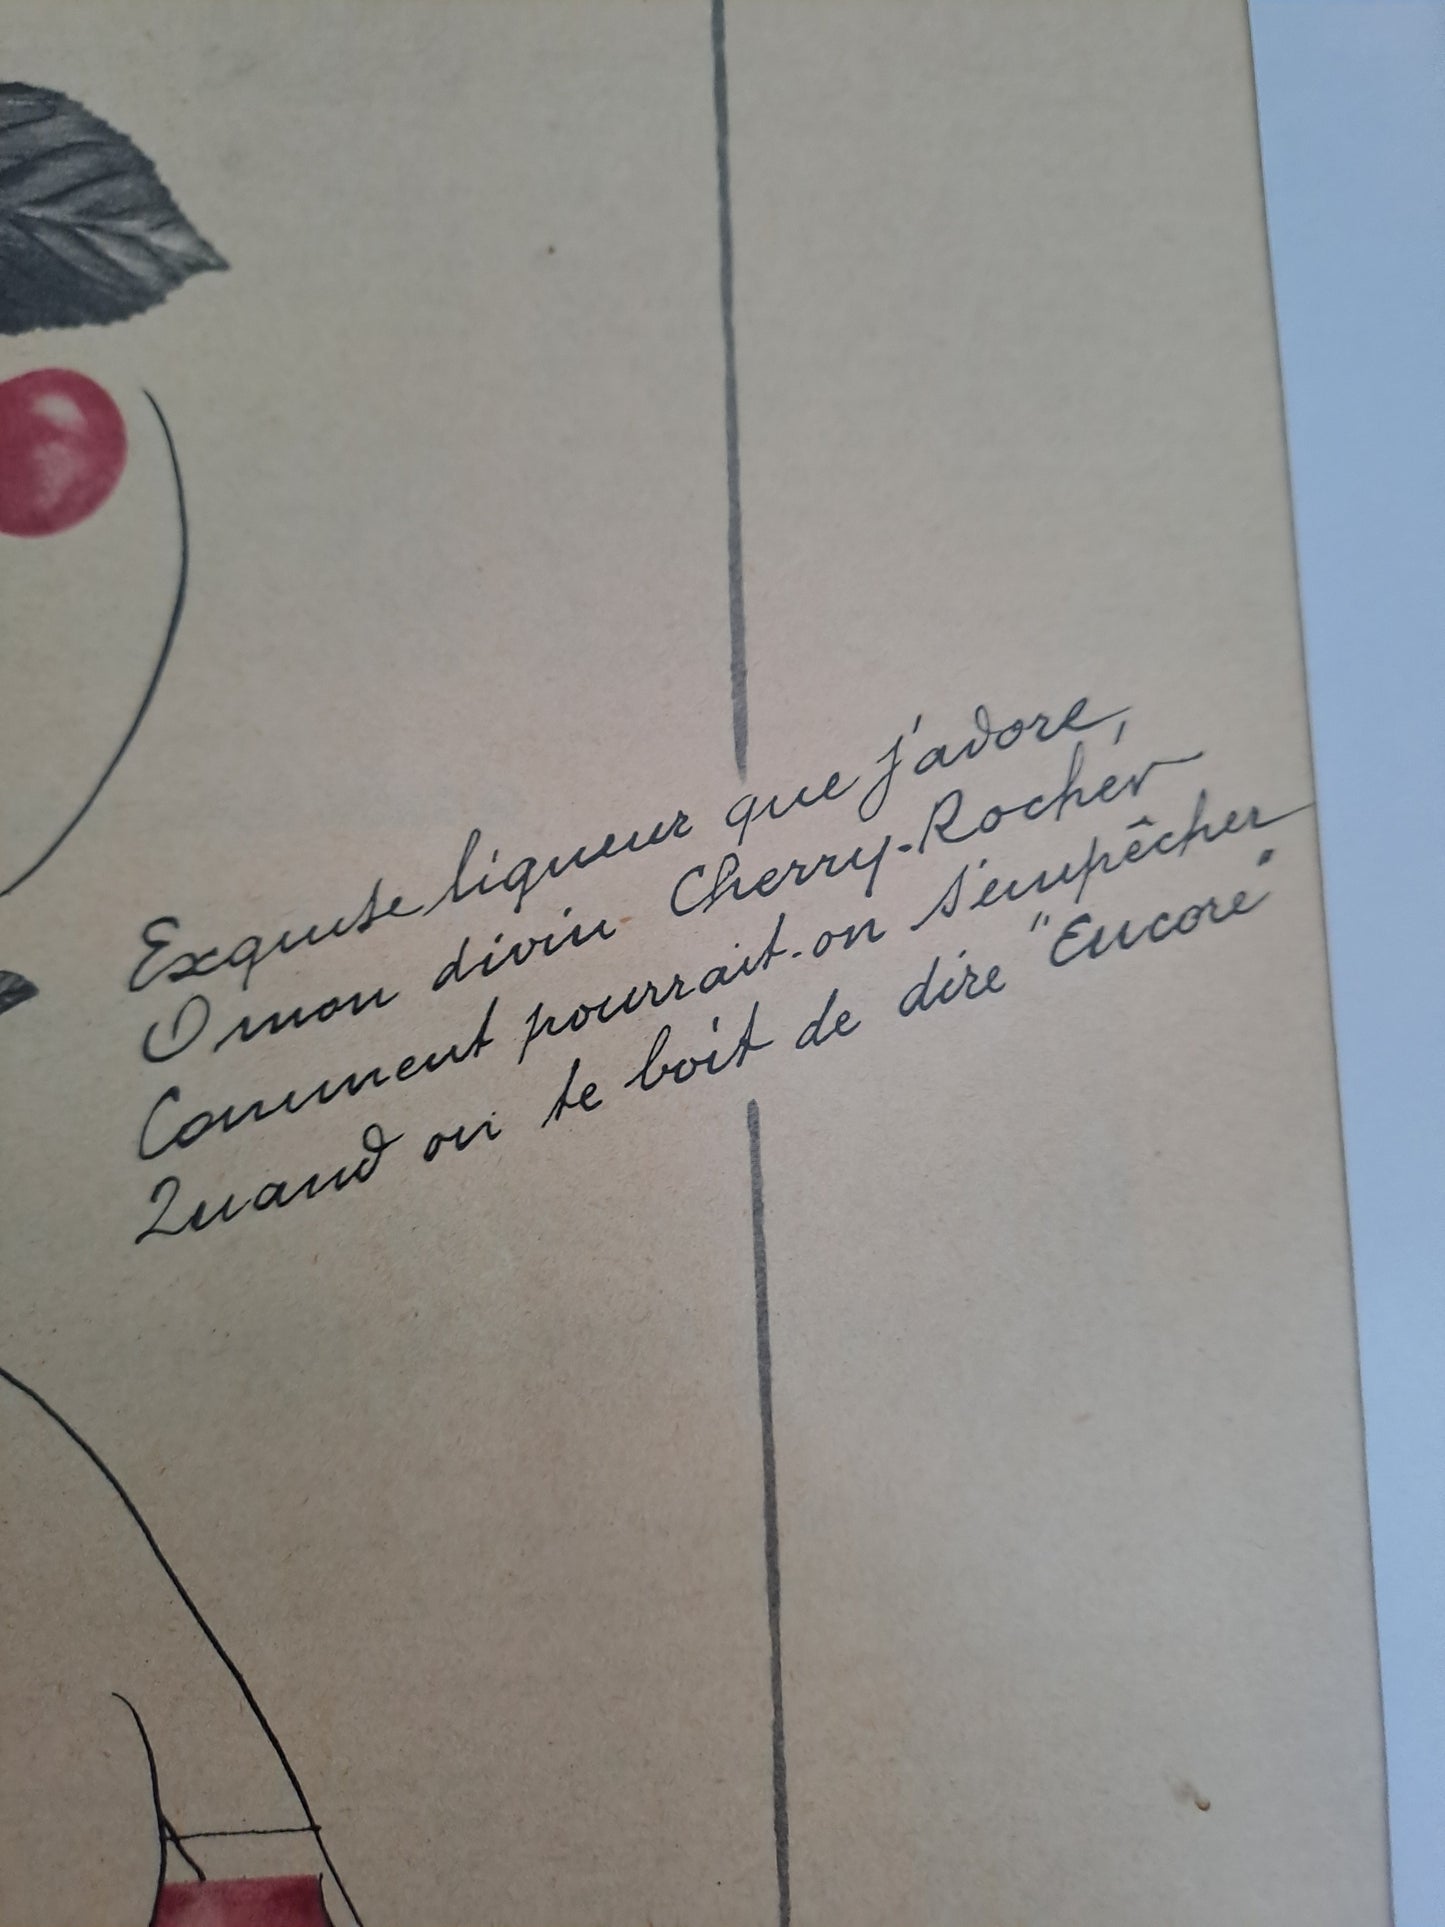 Exquise liqueur que j'adore,
O mon divin Cherry-Rocher
Comment pourrait-on s'empêcher
Quand on te boit de dire "Encore"